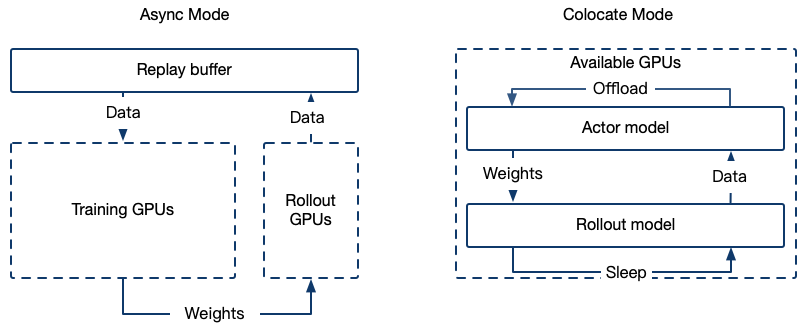 Async Mode
Replay buffer
Data
Data
Training GPUs
Rollout
GPUs
Weights
Colocate Mode
Available GPUs
Offload
Actor model
Weights
Data
Rollout model
Sleep